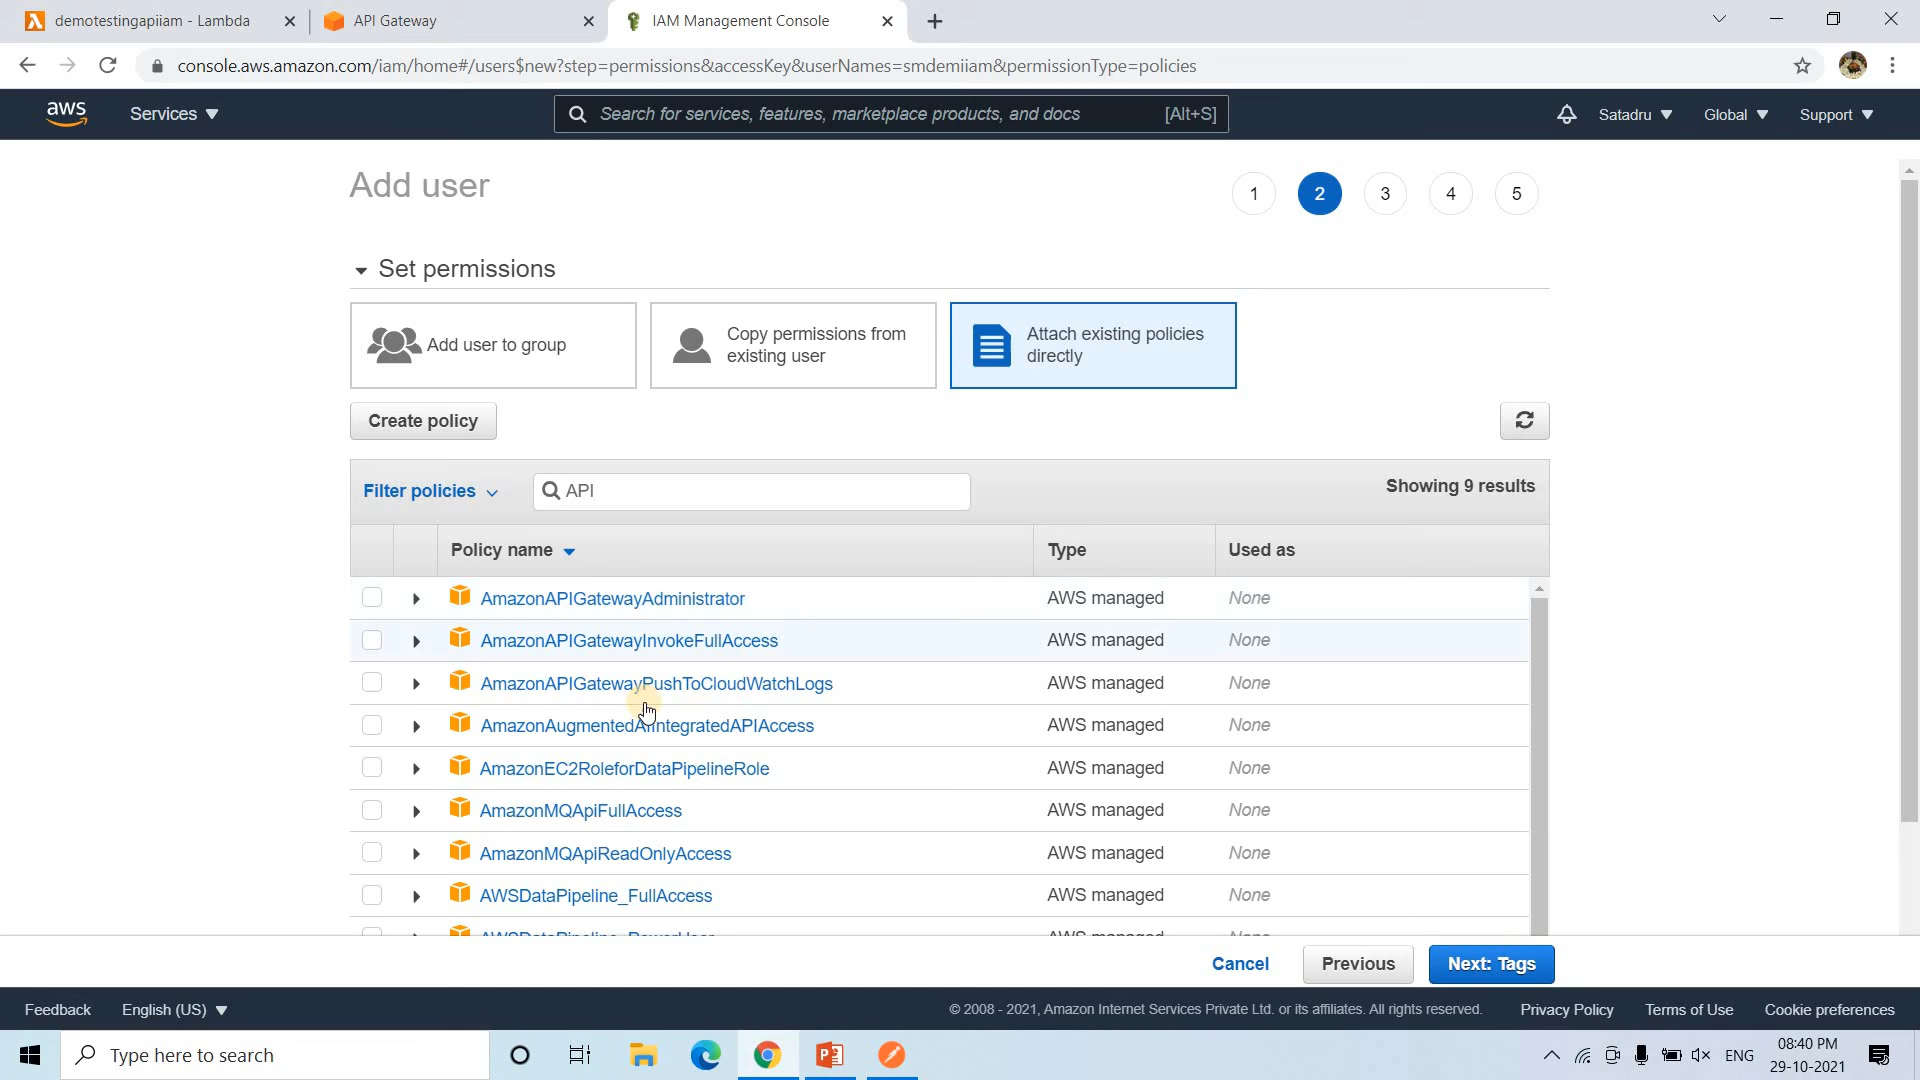 demotestingapiiam - Lambda
API Gateway
IAM Management Console
console.aws.amazon.com/iam/home#/users$new?step=permissions&accessKey&userNames=smdemiiam&permissionType=policies
aws
Services
Search for services, features, marketplace products, and docs
[Alt+S]
Satadru
Global
Support
Add user
1
2
3
4
5
Set permissions
Add user to group
Copy permissions from
existing user
Attach existing policies
directly
Create policy
Filter policies
API
Showing 9 results
Policy name
Type
Used as
AmazonAPIGatewayAdministrator
AWS managed
None
AmazonAPIGatewayInvokeFullAccess
AWS managed
None
AmazonAPIGatewayPushToCloudWatchLogs
AWS managed
None
AmazonAugmentedAIIntegratedAPIAccess
AWS managed
None
AmazonEC2RoleforDataPipelineRole
AWS managed
None
AmazonMQApiFullAccess
AWS managed
None
AmazonMQApiReadOnlyAccess
AWS managed
None
AWSDataPipeline_FullAccess
AWS managed
None
AWSDataPipeline_PowerUser
AWS managed
None
Cancel
Previous
Next: Tags
Feedback
English (US)
© 2008 - 2021, Amazon Internet Services Private Ltd. or its affiliates. All rights reserved.
Privacy Policy
Terms of Use
Cookie preferences
Type here to search
ENG
08:40 PM
29-10-2021